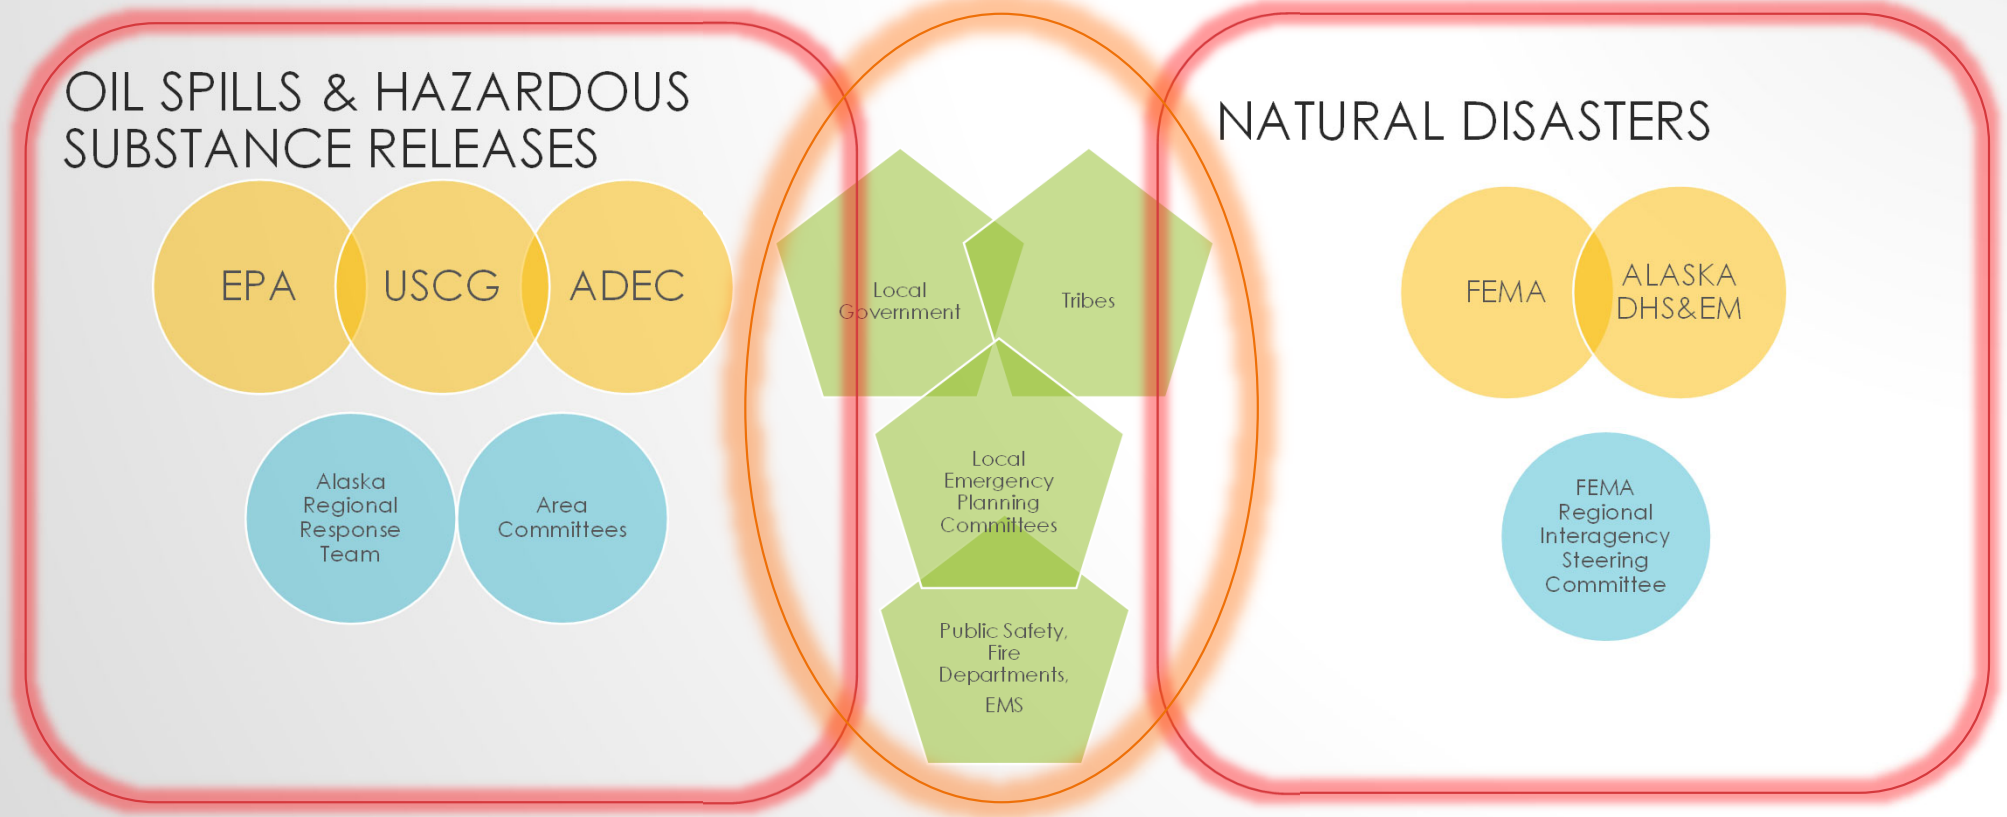 OIL SPILLS & HAZARDOUS
SUBSTANCE RELEASES
EPA
USCG
ADEC
Alaska
Regional
Response
Team
Area
Committees
Local
Government
Tribes
Local
Emergency
Planning
Committees
Public Safety,
Fire
Departments,
EMS
NATURAL DISASTERS
FEMA
ALASKA
DHS&EM
FEMA
Regional
Interagency
Steering
Committee